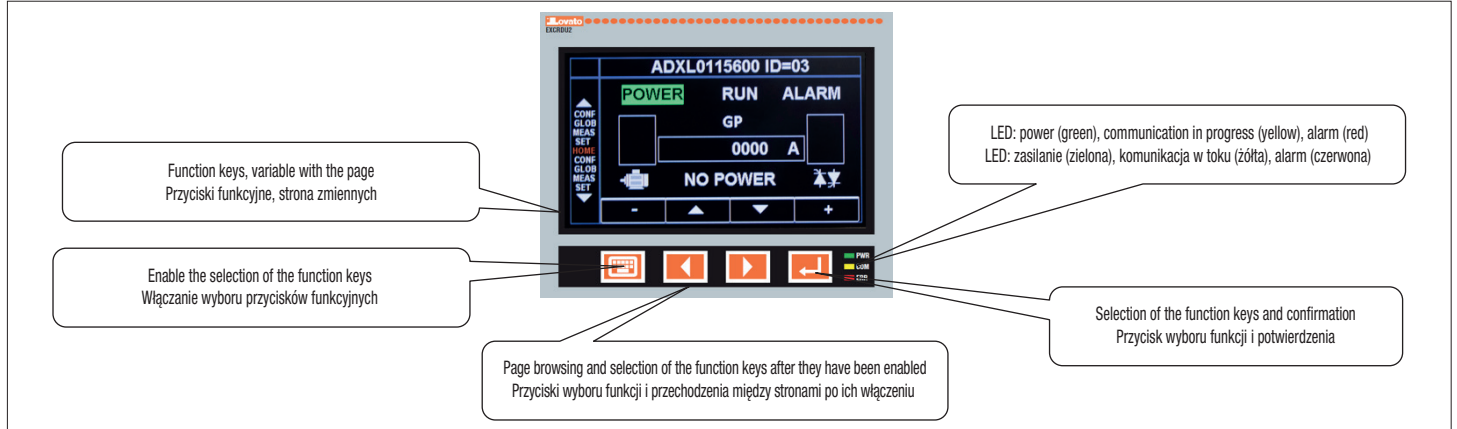 Lovato
EXCRDU2
ADXL0115600 ID=03
POWER RUN ALARM
CONF
GLOB
MEAS
SET
HOME
CONF
GLOB
MEAS
SET
GP
0000 A
NO POWER
- +
PWR
COM
ERR
Function keys, variable with the page
Przyciski funkcyjne, strona zmiennych
Enable the selection of the function keys
Włączanie wyboru przycisków funkcyjnych
Page browsing and selection of the function keys after they have been enabled
Przyciski wyboru funkcji i przechodzenia między stronami po ich włączeniu
LED: power (green), communication in progress (yellow), alarm (red)
LED: zasilanie (zielona), komunikacja w toku (żółta), alarm (czerwona)
Selection of the function keys and confirmation
Przycisk wyboru funkcji i potwierdzenia